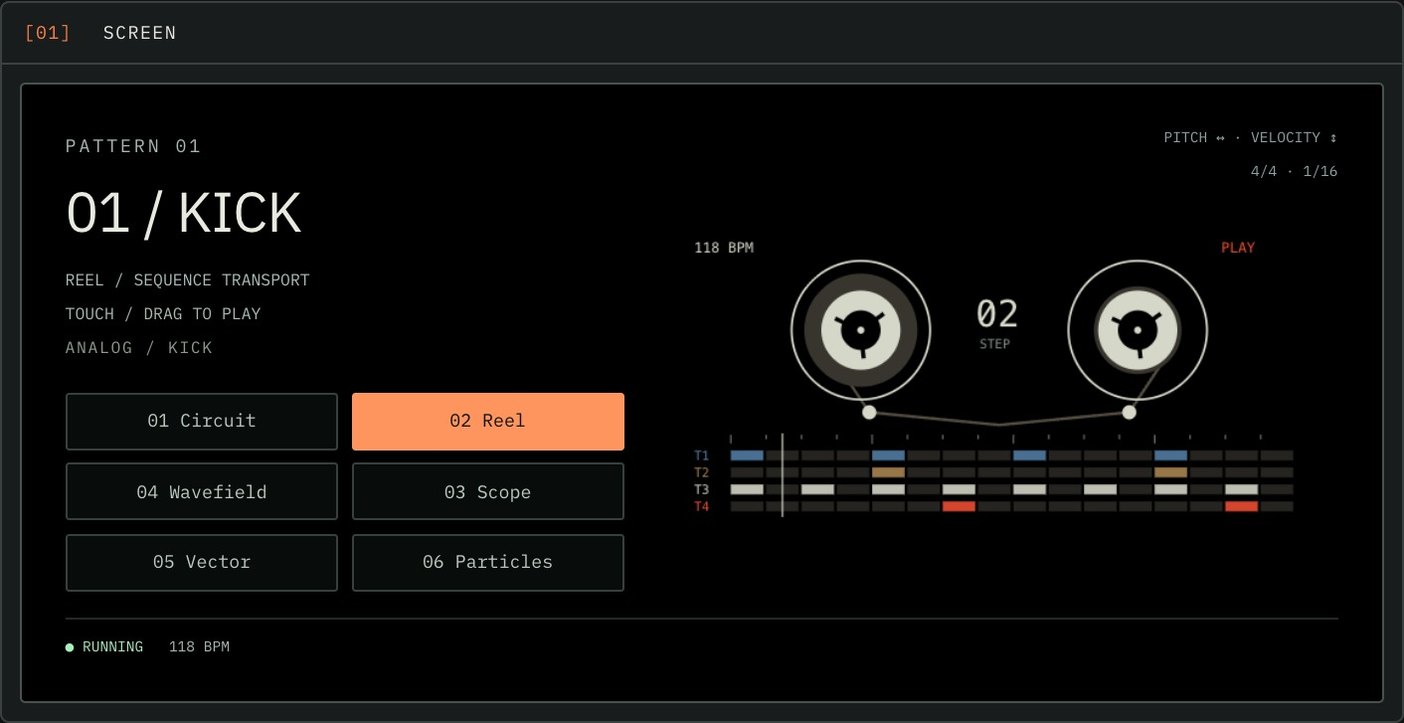 [01] SCREEN
PATTERN 01
01 / KICK
REEL / SEQUENCE TRANSPORT
TOUCH / DRAG TO PLAY
ANALOG / KICK
01 Circuit
02 Reel
04 Wavefield
03 Scope
05 Vector
06 Particles
PITCH ↔ · VELOCITY ↕
4/4 · 1/16
118 BPM
PLAY
02
STEP
T1
T2
T3
T4
● RUNNING 118 BPM